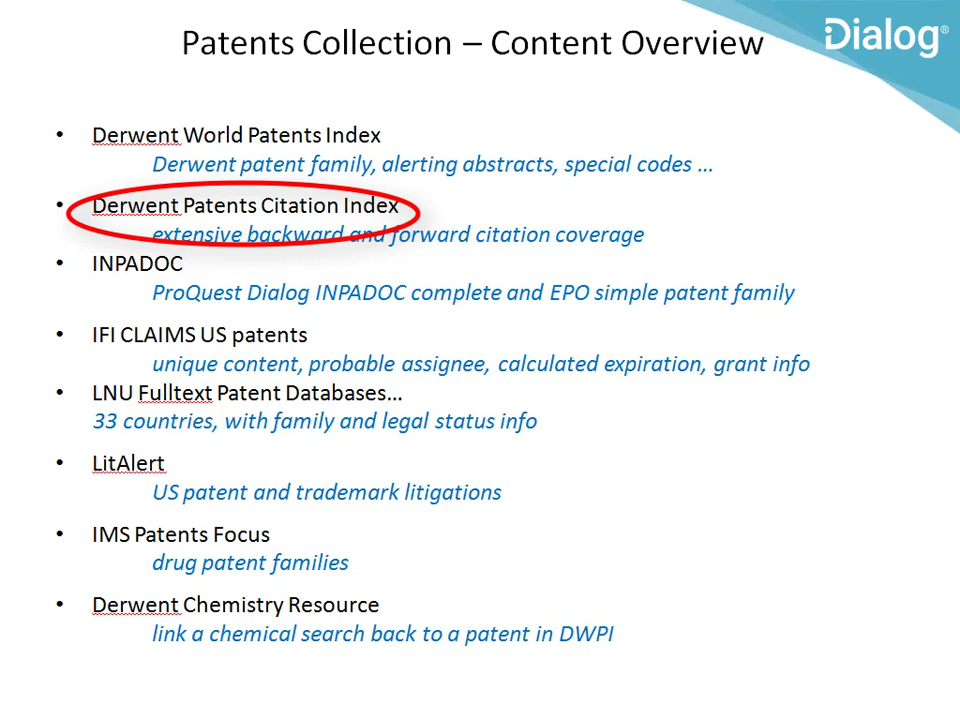 Patents Collection – Content Overview
Dialog®
• Derwent World Patents Index
Derwent patent family, alerting abstracts, special codes …
• Derwent Patents Citation Index
extensive backward and forward citation coverage
• INPADOC
ProQuest Dialog INPADOC complete and EPO simple patent family
• IFI CLAIMS US patents
unique content, probable assignee, calculated expiration, grant info
• LNU Fulltext Patent Databases…
33 countries, with family and legal status info
• LitAlert
US patent and trademark litigations
• IMS Patents Focus
drug patent families
• Derwent Chemistry Resource
link a chemical search back to a patent in DWPI